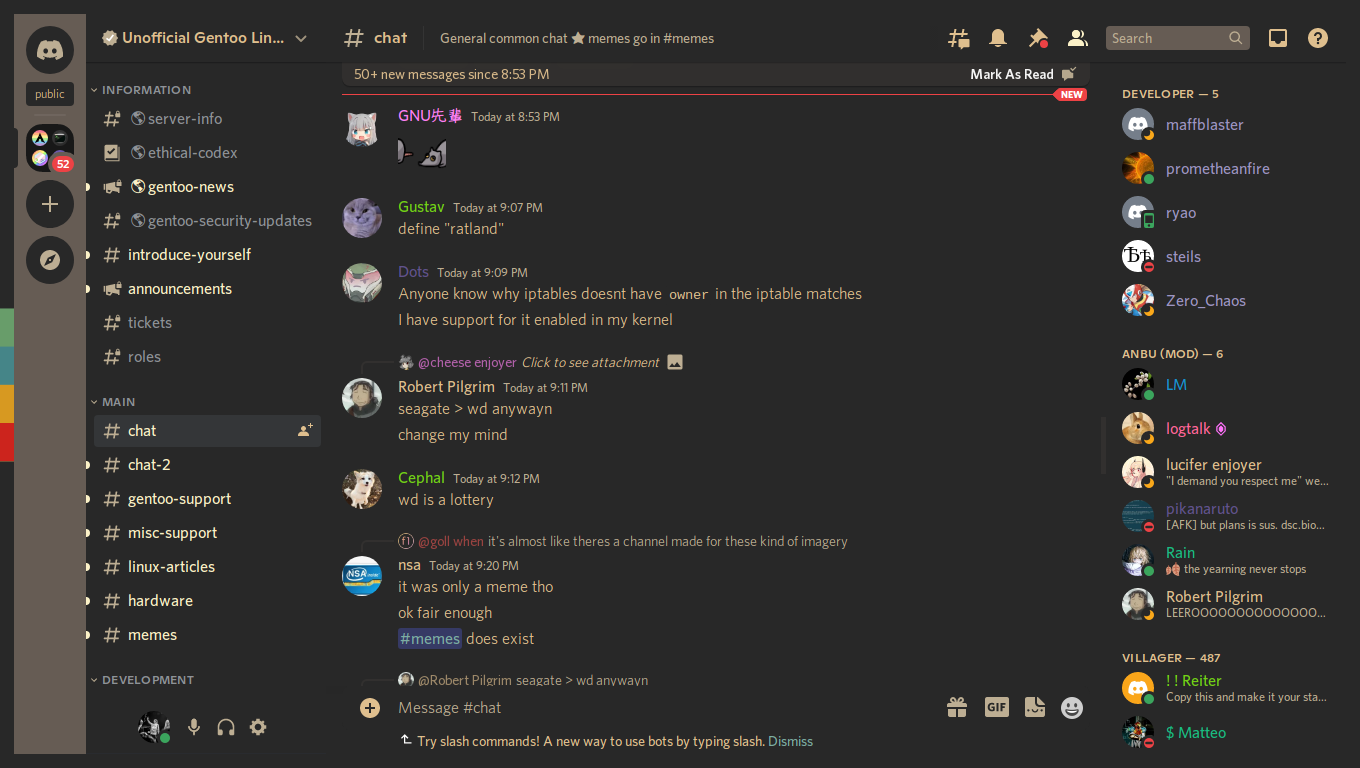 public
52
Unofficial Gentoo Lin...
INFORMATION
server-info
ethical-codex
gentoo-news
gentoo-security-updates
introduce-yourself
announcements
tickets
roles
MAIN
chat
chat-2
gentoo-support
misc-support
linux-articles
hardware
memes
DEVELOPMENT
chat
General common chat ⭐ memes go in #memes
Search
50+ new messages since 8:53 PM
Mark As Read
NEW
GNU先輩 Today at 8:53 PM
Gustav Today at 9:07 PM
define "ratland"
Dots Today at 9:09 PM
Anyone know why iptables doesnt have owner in the iptable matches
I have support for it enabled in my kernel
@cheese enjoyer Click to see attachment
Robert Pilgrim Today at 9:11 PM
seagate > wd anywayn
change my mind
Cephal Today at 9:12 PM
wd is a lottery
@goll when it's almost like theres a channel made for these kind of imagery
NSA
nsa Today at 9:20 PM
it was only a meme tho
ok fair enough
#memes does exist
@Robert Pilgrim seagate > wd anywayn
Message #chat
GIF
Try slash commands! A new way to use bots by typing slash. Dismiss
DEVELOPER — 5
maffblaster
prometheanfire
ryao
steils
Zero_Chaos
ANBU (MOD) — 6
LM
logtalk
lucifer enjoyer
"I demand you respect me" we...
pikanaruto
[AFK] but plans is sus. dsc.bio...
Rain
the yearning never stops
Robert Pilgrim
LEEROOOOOOOOOOOOO...
VILLAGER — 487
! ! Reiter
Copy this and make it your sta...
$ Matteo